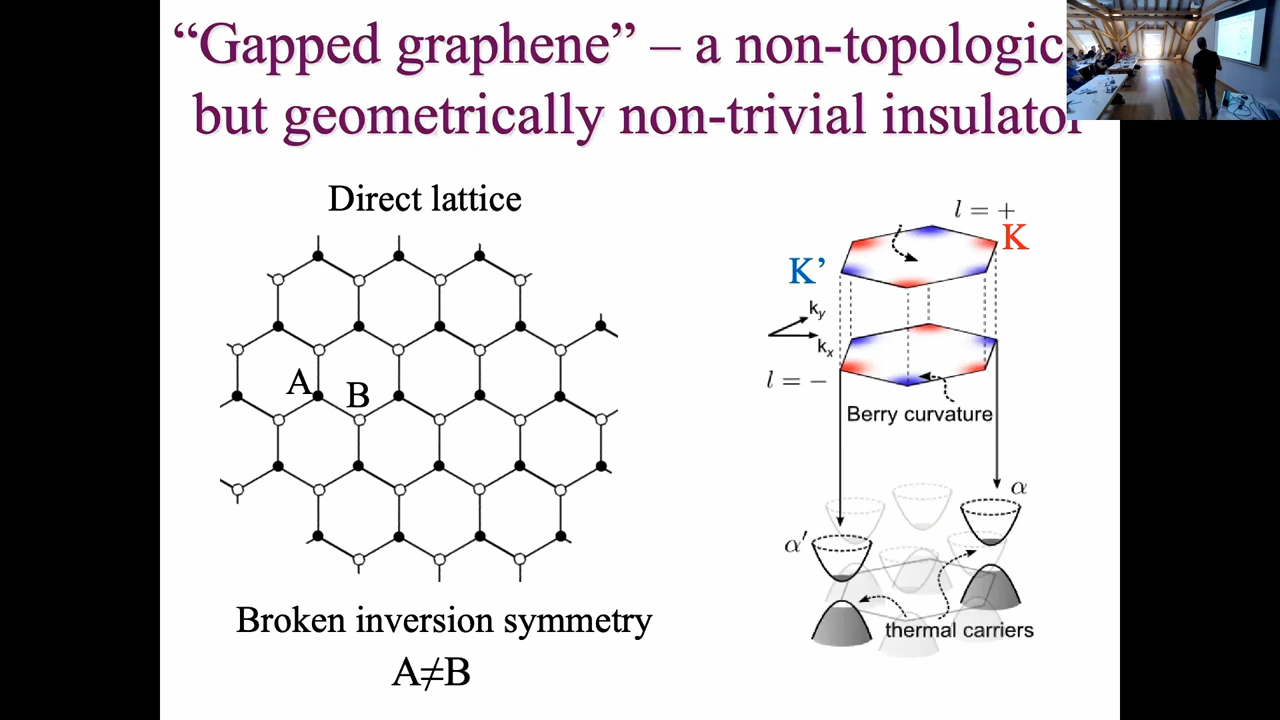 “Gapped graphene” – a non-topologic
but geometrically non-trivial insulator
Direct lattice
A
B
Broken inversion symmetry
A≠B
l = +
K
K’
k_y
k_x
l = −
Berry curvature
α
α′
thermal carriers